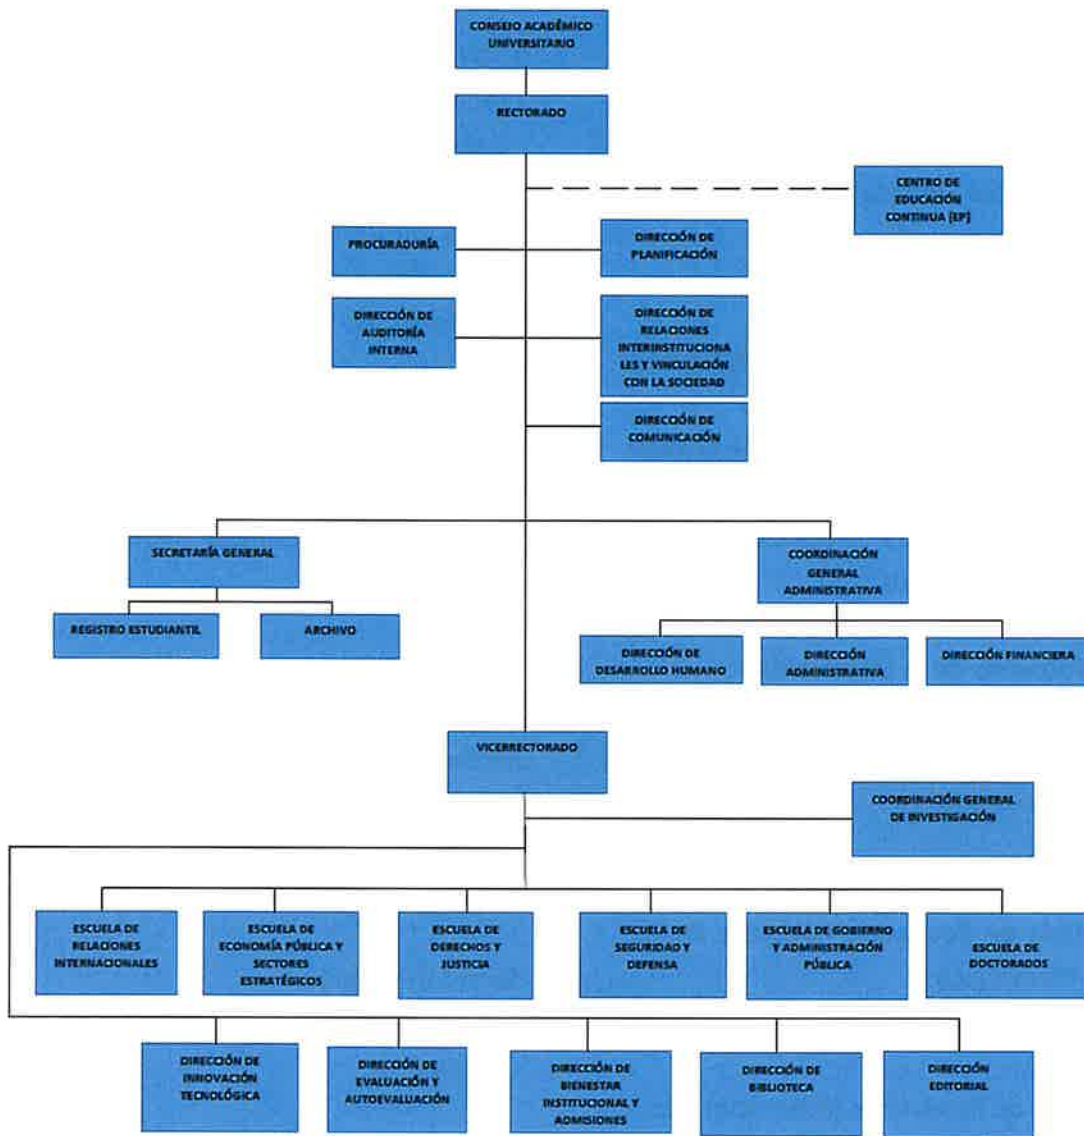 CONSEJO ACADÉMICO
UNIVERSITARIO
RECTORADO
CENTRO DE
EDUCACIÓN
CONTINUA (EP)
PROCURADURÍA
DIRECCIÓN DE
PLANIFICACIÓN
DIRECCIÓN DE
AUDITORÍA
INTERNA
DIRECCIÓN DE
RELACIONES
INTERINSTITUCIONA
LES Y VINCULACIÓN
CON LA SOCIEDAD
DIRECCIÓN DE
COMUNICACIÓN
SECRETARÍA GENERAL
COORDINACIÓN
GENERAL
ADMINISTRATIVA
REGISTRO ESTUDIANTIL
ARCHIVO
DIRECCIÓN DE
DESARROLLO HUMANO
DIRECCIÓN
ADMINISTRATIVA
DIRECCIÓN FINANCIERA
VICERRECTORADO
COORDINACIÓN GENERAL
DE INVESTIGACIÓN
ESCUELA DE
RELACIONES
INTERNACIONALES
ESCUELA DE
ECONOMÍA PÚBLICA Y
SECTORES
ESTRATÉGICOS
ESCUELA DE
DERECHOS Y
JUSTICIA
ESCUELA DE
SEGURIDAD Y
DEFENSA
ESCUELA DE GOBIERNO
Y ADMINISTRACIÓN
PÚBLICA
ESCUELA DE
DOCTORADOS
DIRECCIÓN DE
INNOVACIÓN
TECNOLÓGICA
DIRECCIÓN DE
EVALUACIÓN Y
AUTOEVALUACIÓN
DIRECCIÓN DE
BIENESTAR
INSTITUCIONAL Y
ADMISIONES
DIRECCIÓN DE
BIBLIOTECA
DIRECCIÓN
EDITORIAL